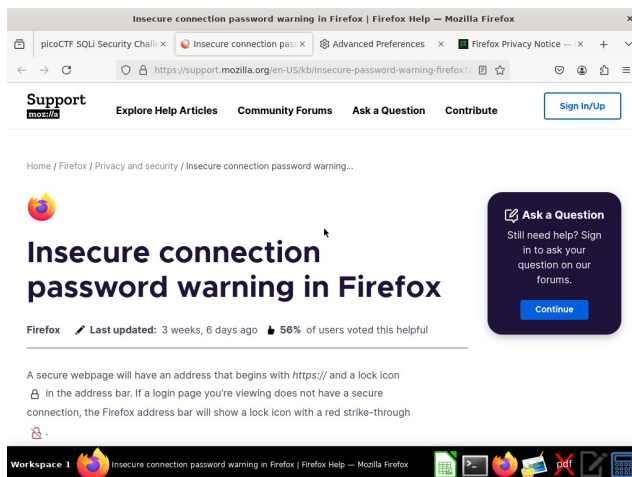 Insecure connection password warning in Firefox | Firefox Help — Mozilla Firefox
picoCTF SQLi Security Chall
Insecure connection pass
Advanced Preferences
Firefox Privacy Notice —
https://support.mozilla.org/en-US/kb/insecure-password-warning-firefox
Support
moz://a
Explore Help Articles
Community Forums
Ask a Question
Contribute
Sign In/Up
Home / Firefox / Privacy and security / Insecure connection password warning...
Insecure connection
password warning in Firefox
Firefox Last updated: 3 weeks, 6 days ago 56% of users voted this helpful
Ask a Question
Still need help? Sign
in to ask your
question on our
forums.
Continue
A secure webpage will have an address that begins with https:// and a lock icon
in the address bar. If a login page you're viewing does not have a secure
connection, the Firefox address bar will show a lock icon with a red strike-through
.
Workspace 1
Insecure connection password warning in Firefox | Firefox Help — Mozilla Firefox
pdf